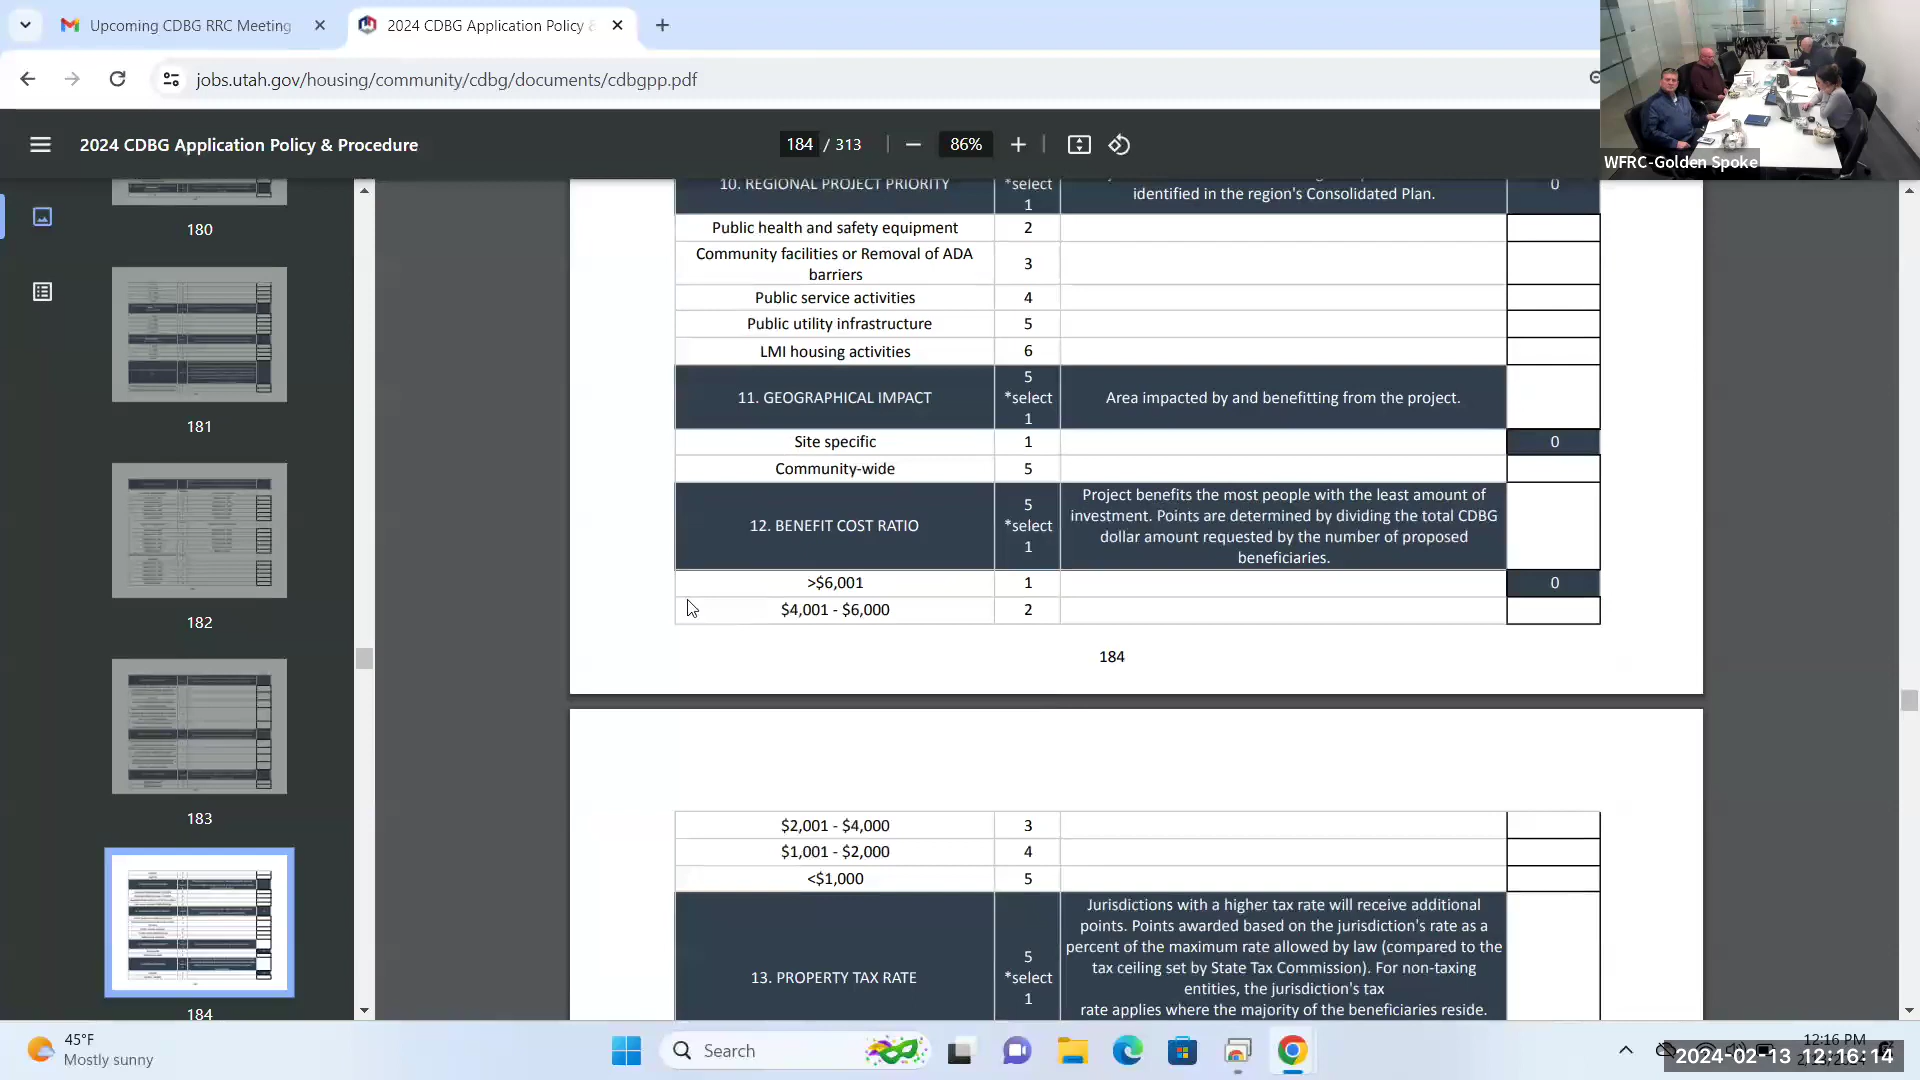 Upcoming CDBG RRC Meeting
2024 CDBG Application Policy &
jobs.utah.gov/housing/community/cdbg/documents/cdbgpp.pdf
WFRC-Golden Spoke
2024 CDBG Application Policy & Procedure
184 / 313
86%
180
181
182
183
184
10. REGIONAL PROJECT PRIORITY
*select
1
identified in the region's Consolidated Plan.
0
Public health and safety equipment 2
Community facilities or Removal of ADA
barriers
3
Public service activities 4
Public utility infrastructure 5
LMI housing activities 6
11. GEOGRAPHICAL IMPACT
5
*select
1
Area impacted by and benefitting from the project.
Site specific 1 0
Community-wide 5
12. BENEFIT COST RATIO
5
*select
1
Project benefits the most people with the least amount of
investment. Points are determined by dividing the total CDBG
dollar amount requested by the number of proposed
beneficiaries.
>$6,001 1 0
$4,001 - $6,000 2
184
$2,001 - $4,000 3
$1,001 - $2,000 4
<$1,000 5
13. PROPERTY TAX RATE
5
*select
1
Jurisdictions with a higher tax rate will receive additional
points. Points awarded based on the jurisdiction's rate as a
percent of the maximum rate allowed by law (compared to the
tax ceiling set by State Tax Commission). For non-taxing
entities, the jurisdiction's tax
rate applies where the majority of the beneficiaries reside.
45°F
Mostly sunny
Search
12:16 PM
2024-02-13 12:16:14